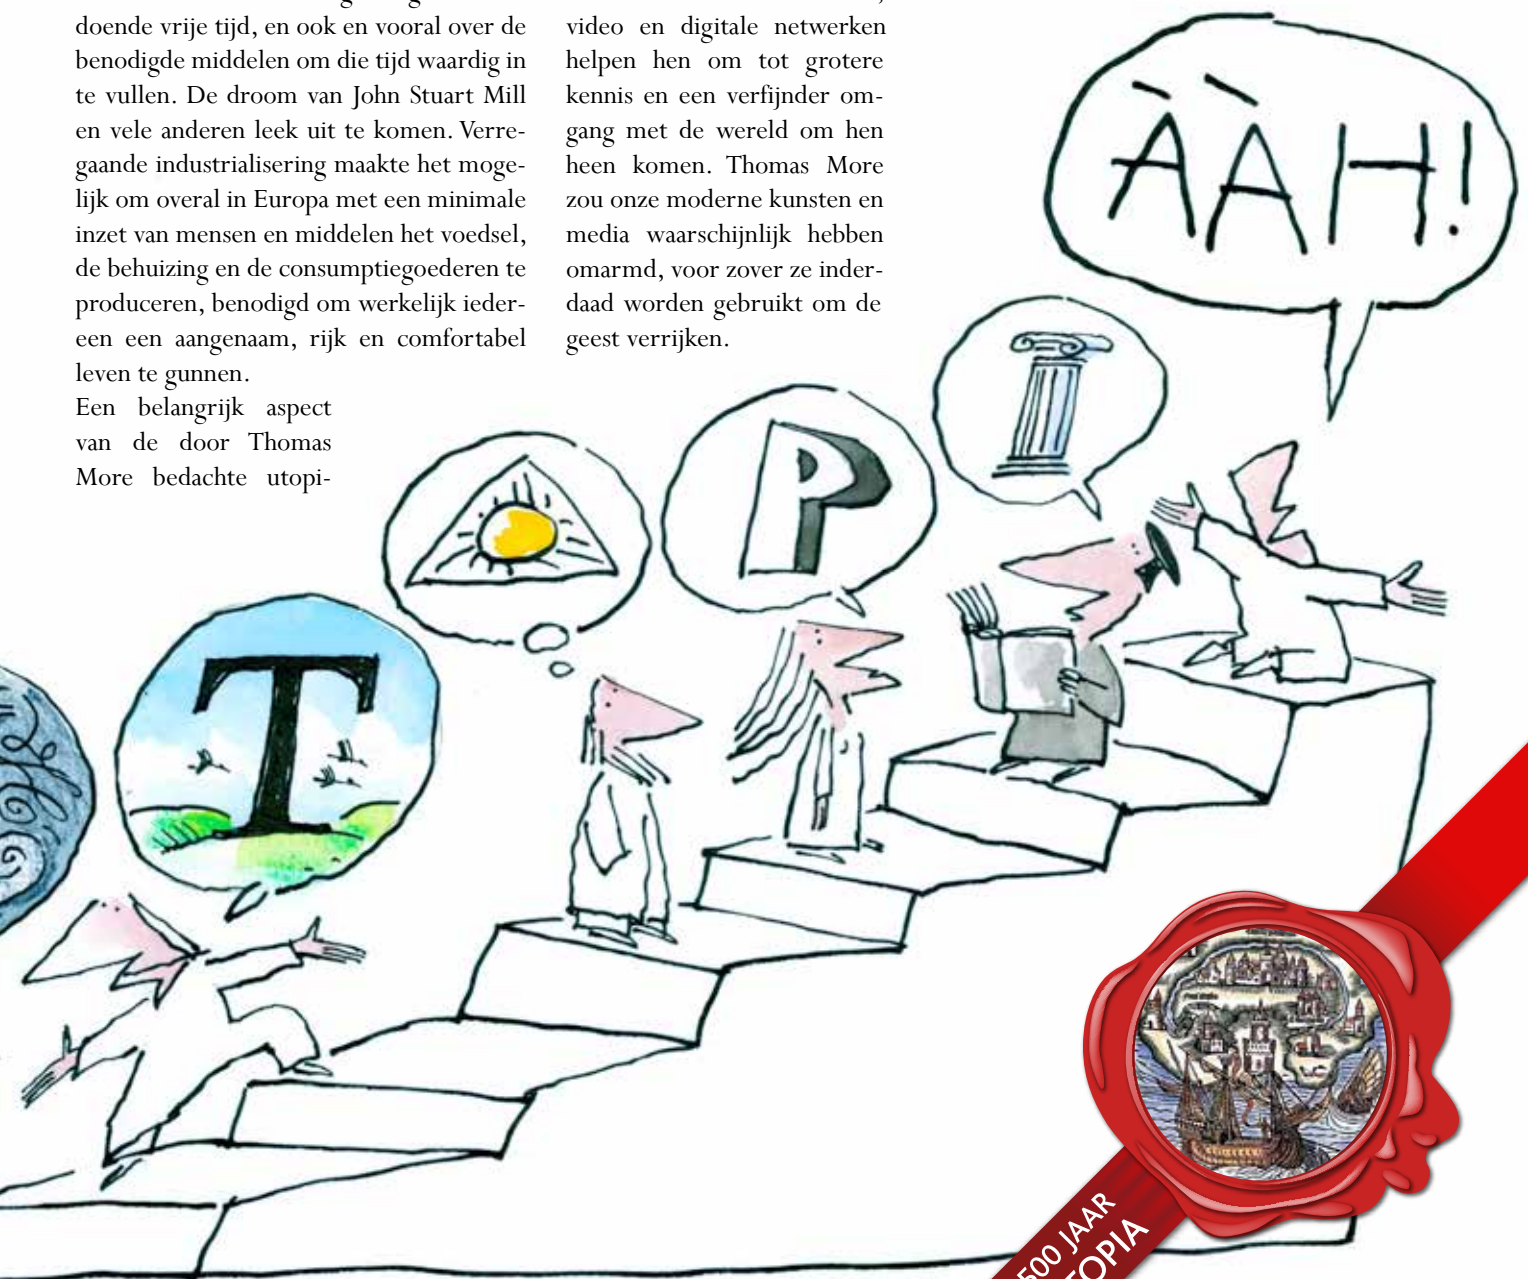 doende vrije tijd, en ook en vooral over de
benodigde middelen om die tijd waardig in
te vullen. De droom van John Stuart Mill
en vele anderen leek uit te komen. Verre-
gaande industrialisering maakte het moge-
lijk om overal in Europa met een minimale
inzet van mensen en middelen het voedsel,
de behuizing en de consumptiegoederen te
produceren, benodigd om werkelijk ieder-
een een aangenaam, rijk en comfortabel
leven te gunnen.
Een belangrijk aspect
van de door Thomas
More bedachte utopi-
video en digitale netwerken
helpen hen om tot grotere
kennis en een verfijnder om-
gang met de wereld om hen
heen komen. Thomas More
zou onze moderne kunsten en
media waarschijnlijk hebben
omarmd, voor zover ze inder-
daad worden gebruikt om de
geest verrijken.
T
P
ÀÀH!
500 JAAR
TOPIA